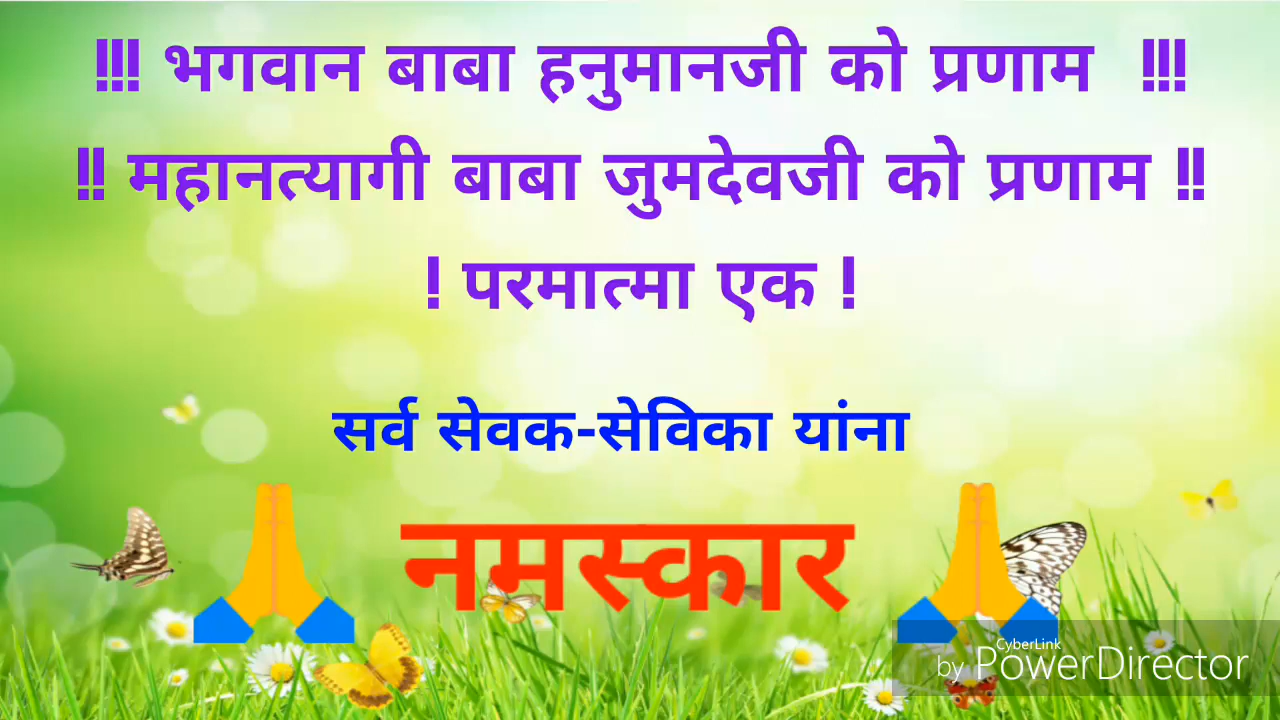 !!! भगवान बाबा हनुमानजी को प्रणाम !!!
!! महानत्यागी बाबा जुमदेवजी को प्रणाम !!
! परमात्मा एक !
सर्व सेवक-सेविका यांना
🙏 नमस्कार 🙏
CyberLink
by PowerDirector